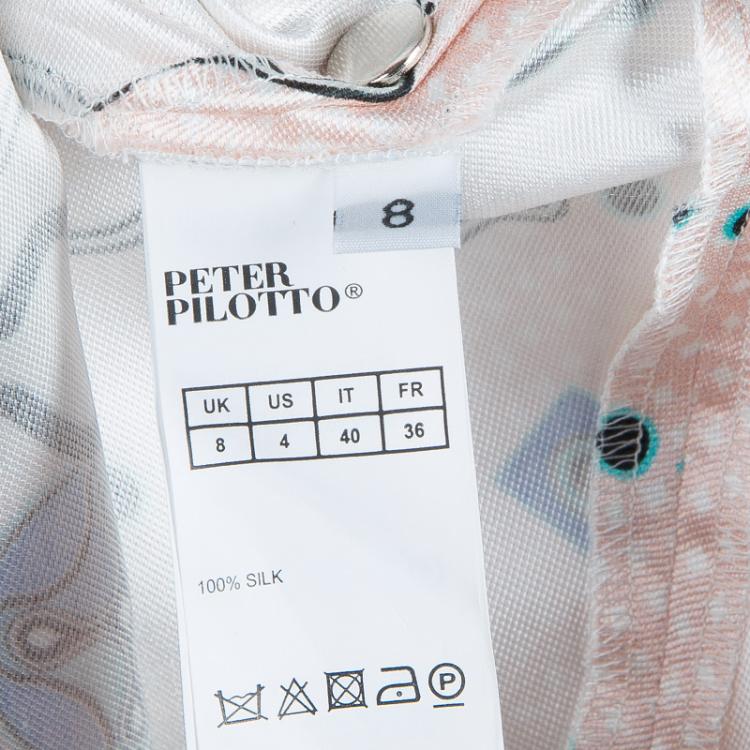 8
PETER
PILOTTO®
UK US IT FR
8 4 40 36
100% SILK
P